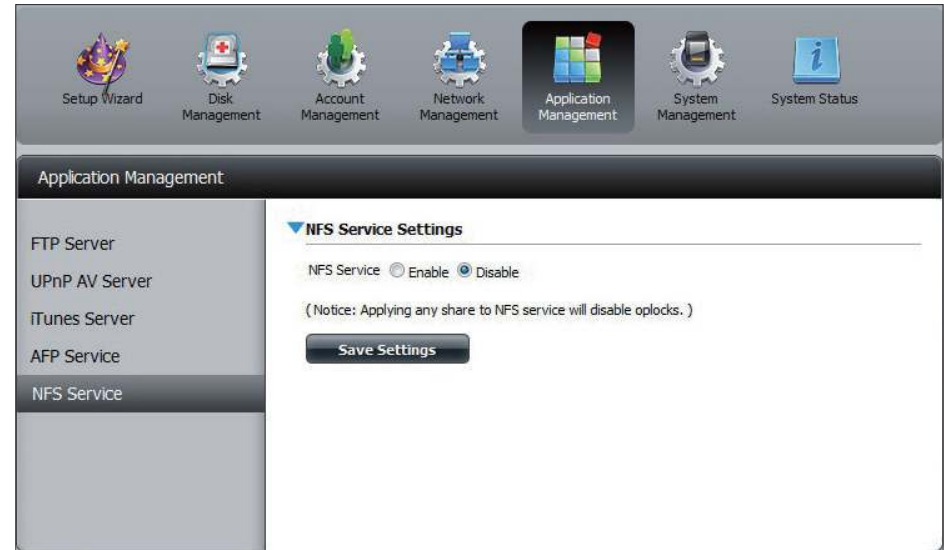 Setup Wizard
Disk
Management
Account
Management
Network
Management
Application
Management
System
Management
System Status
Application Management
FTP Server
UPnP AV Server
iTunes Server
AFP Service
NFS Service
NFS Service Settings
NFS Service Enable Disable
( Notice: Applying any share to NFS service will disable oplocks. )
Save Settings